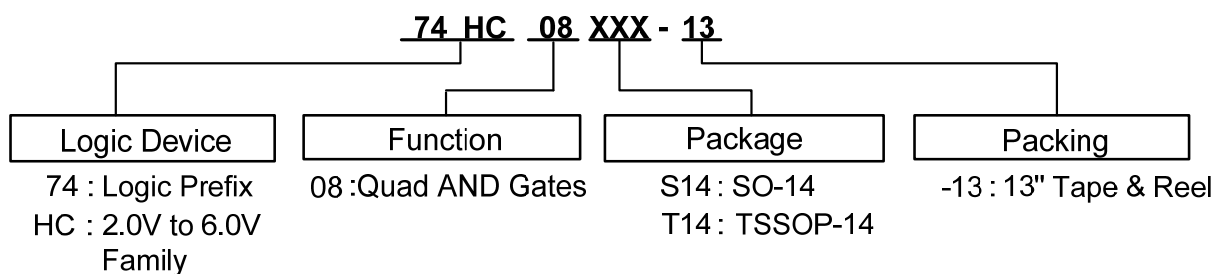 74 HC 08 XXX - 13
Logic Device
Function
Package
Packing
74 : Logic Prefix
HC : 2.0V to 6.0V
Family
08 :Quad AND Gates
S14 : SO-14
T14 : TSSOP-14
-13 : 13" Tape & Reel